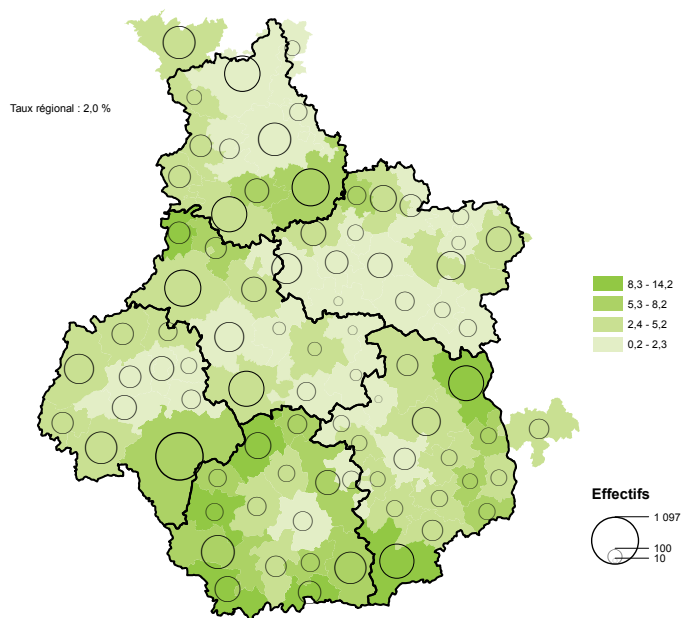 Taux régional : 2,0 %
8,3 - 14,2
5,3 - 8,2
2,4 - 5,2
0,2 - 2,3
Effectifs
1 097
100
10